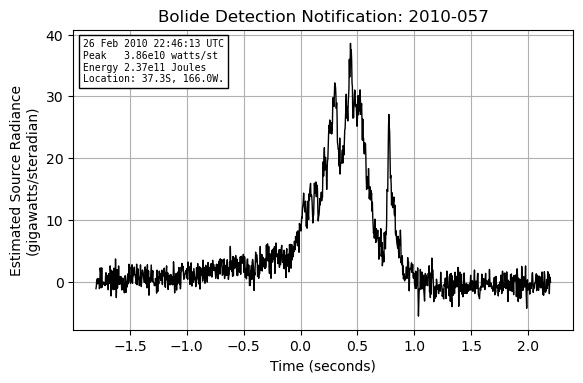 Bolide Detection Notification: 2010-057
26 Feb 2010 22:46:13 UTC
Peak   3.86e10 watts/st
Energy 2.37e11 Joules
Location: 37.3S, 166.0W.
Estimated Source Radiance
(gigawatts/steradian)
40
30
20
10
0
−1.5 −1.0 −0.5 0.0 0.5 1.0 1.5 2.0
Time (seconds)